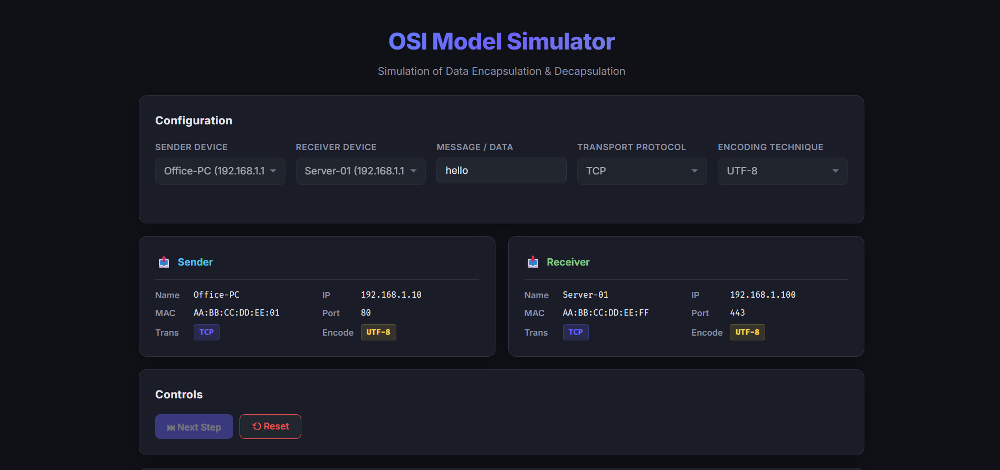 OSI Model Simulator
Simulation of Data Encapsulation & Decapsulation
Configuration
SENDER DEVICE
Office-PC (192.168.1.1
RECEIVER DEVICE
Server-01 (192.168.1.1
MESSAGE / DATA
hello
TRANSPORT PROTOCOL
TCP
ENCODING TECHNIQUE
UTF-8
Sender
Name Office-PC IP 192.168.1.10
MAC AA:BB:CC:DD:EE:01 Port 80
Trans TCP Encode UTF-8
Receiver
Name Server-01 IP 192.168.1.100
MAC AA:BB:CC:DD:EE:FF Port 443
Trans TCP Encode UTF-8
Controls
Next Step
Reset